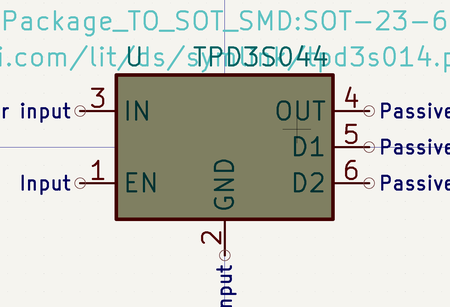 Package_TO_SOT_SMD:SOT-23-6
i.com/lit/ds/symlink/tpd3s014.p
U TPD3S044
r input 3 IN OUT 4 Passive
D1 5 Passive
Input 1 EN D2 6 Passive
GND
2
nput